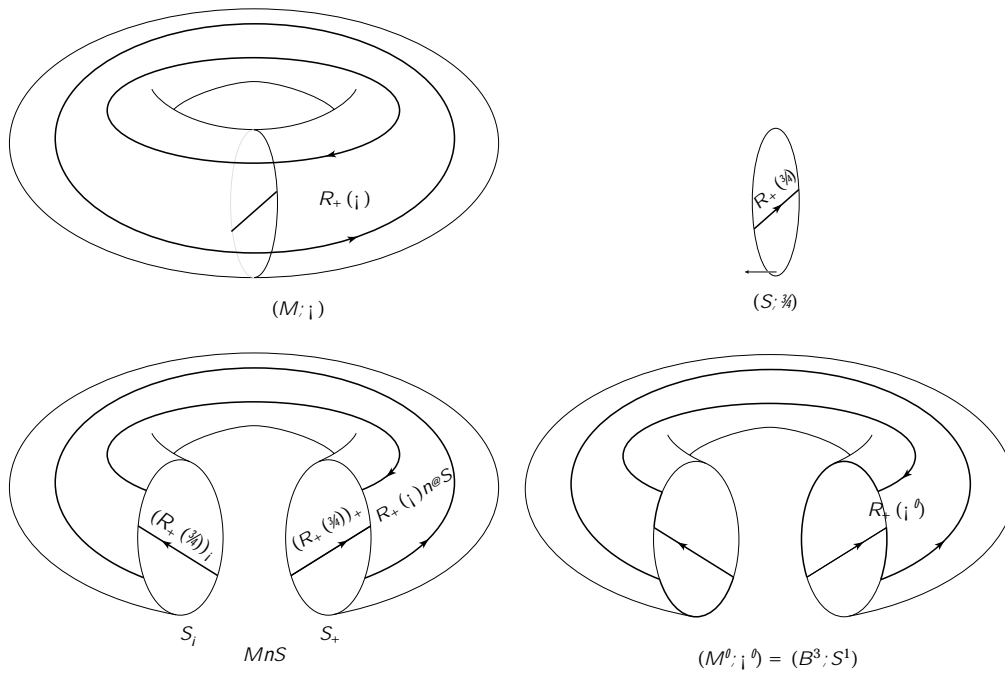 R₊(¡)
(M;¡)
R₊(¾)
(S;¾)
(R₊(¾))ᵢ
(R₊(¾))₊
R₊(¡)n@S
Sᵢ
S₊
MnS
R₊(¡⁰)
(M⁰;¡⁰) = (B³;S¹)